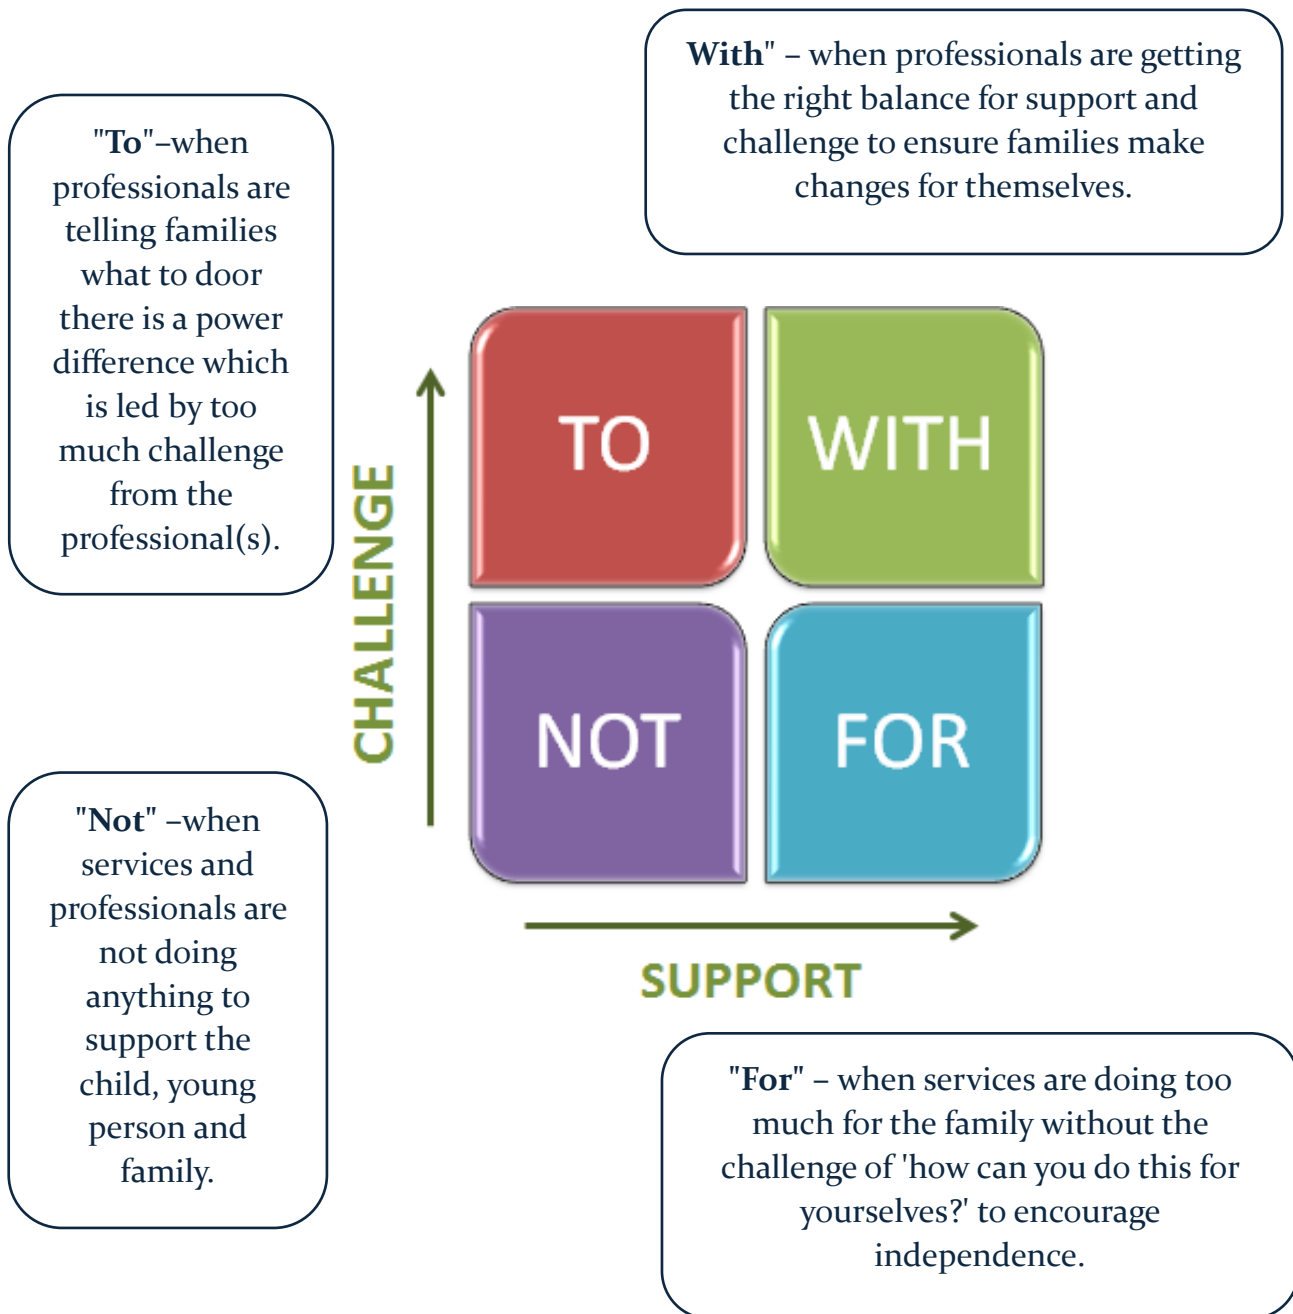 With" – when professionals are getting
the right balance for support and
challenge to ensure families make
changes for themselves.
"To"–when
professionals are
telling families
what to door
there is a power
difference which
is led by too
much challenge
from the
professional(s).
TO
WITH
CHALLENGE
NOT
FOR
SUPPORT
"Not" –when
services and
professionals are
not doing
anything to
support the
child, young
person and
family.
"For" – when services are doing too
much for the family without the
challenge of 'how can you do this for
yourselves?' to encourage
independence.